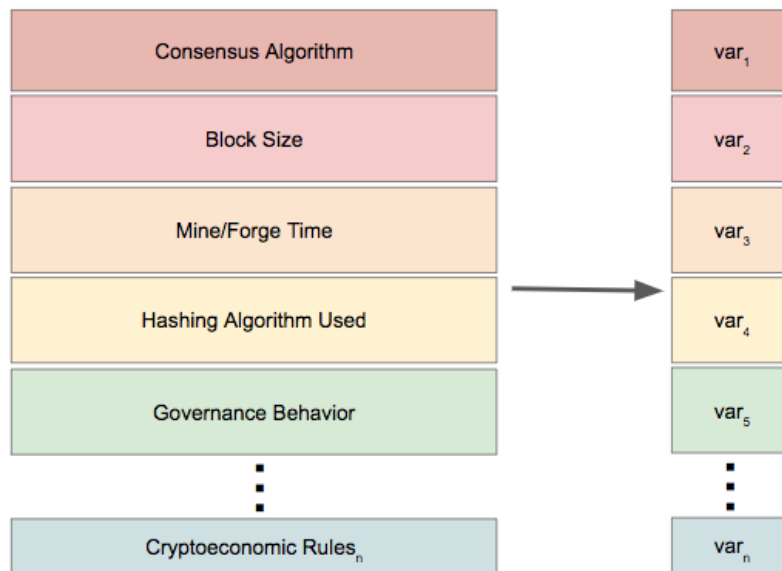 Consensus Algorithm
var₁
Block Size
var₂
Mine/Forge Time
var₃
Hashing Algorithm Used
var₄
Governance Behavior
var₅
Cryptoeconomic Rulesₙ
varₙ